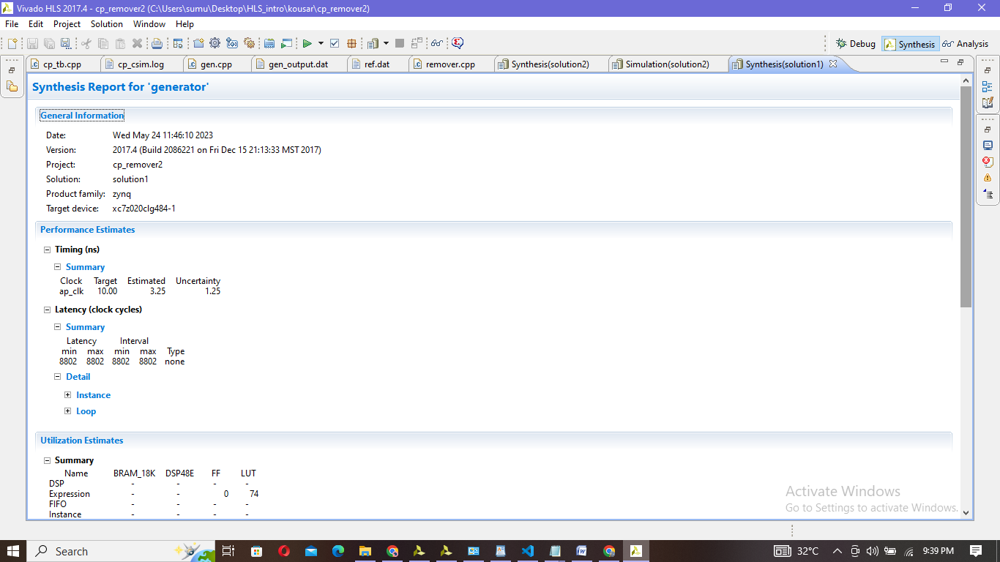 Vivado HLS 2017.4 - cp_remover2 (C:\Users\sumu\Desktop\HLS_intro\kousar\cp_remover2)
File Edit Project Solution Window Help
Debug Synthesis Analysis
cp_tb.cpp cp_csim.log gen.cpp gen_output.dat ref.dat remover.cpp Synthesis(solution2) Simulation(solution2) Synthesis(solution1)
Synthesis Report for 'generator'
General Information
Date: Wed May 24 11:46:10 2023
Version: 2017.4 (Build 2086221 on Fri Dec 15 21:13:33 MST 2017)
Project: cp_remover2
Solution: solution1
Product family: zynq
Target device: xc7z020clg484-1
Performance Estimates
Timing (ns)
Summary
Clock Target Estimated Uncertainty
ap_clk 10.00 3.25 1.25
Latency (clock cycles)
Summary
Latency Interval
min max min max Type
8802 8802 8802 8802 none
Detail
Instance
Loop
Utilization Estimates
Summary
Name BRAM_18K DSP48E FF LUT
DSP - - - -
Expression - - 0 74
FIFO - - - -
Instance - - - -
Activate Windows
Go to Settings to activate Windows.
Search
32°C
9:39 PM